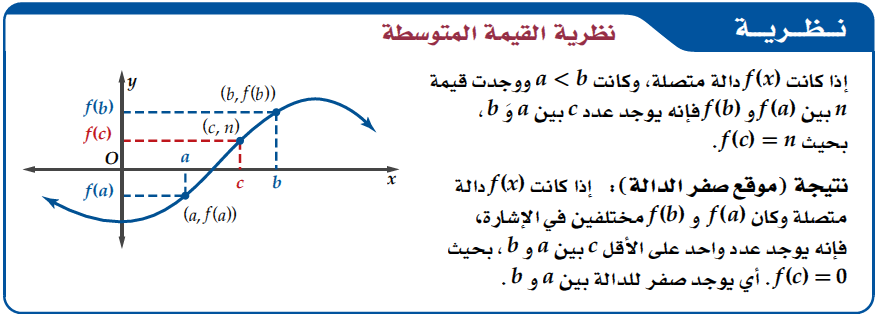 نـظـريـة
نظرية القيمة المتوسطة
إذا كانت f(x) دالة متصلة، وكانت a < b ووجدت قيمة
n بين f(a) و f(b) فإنه يوجد عدد c بين a وَ b ،
بحيث f(c) = n.
نتيجة (موقع صفر الدالة): إذا كانت f(x) دالة
متصلة وكان f(a) و f(b) مختلفين في الإشارة،
فإنه يوجد عدد واحد على الأقل c بين a و b ، بحيث
f(c) = 0. أي يوجد صفر للدالة بين a و b .
y
f(b)
(b, f(b))
f(c)
(c, n)
O
a
c
b
x
f(a)
(a, f(a))